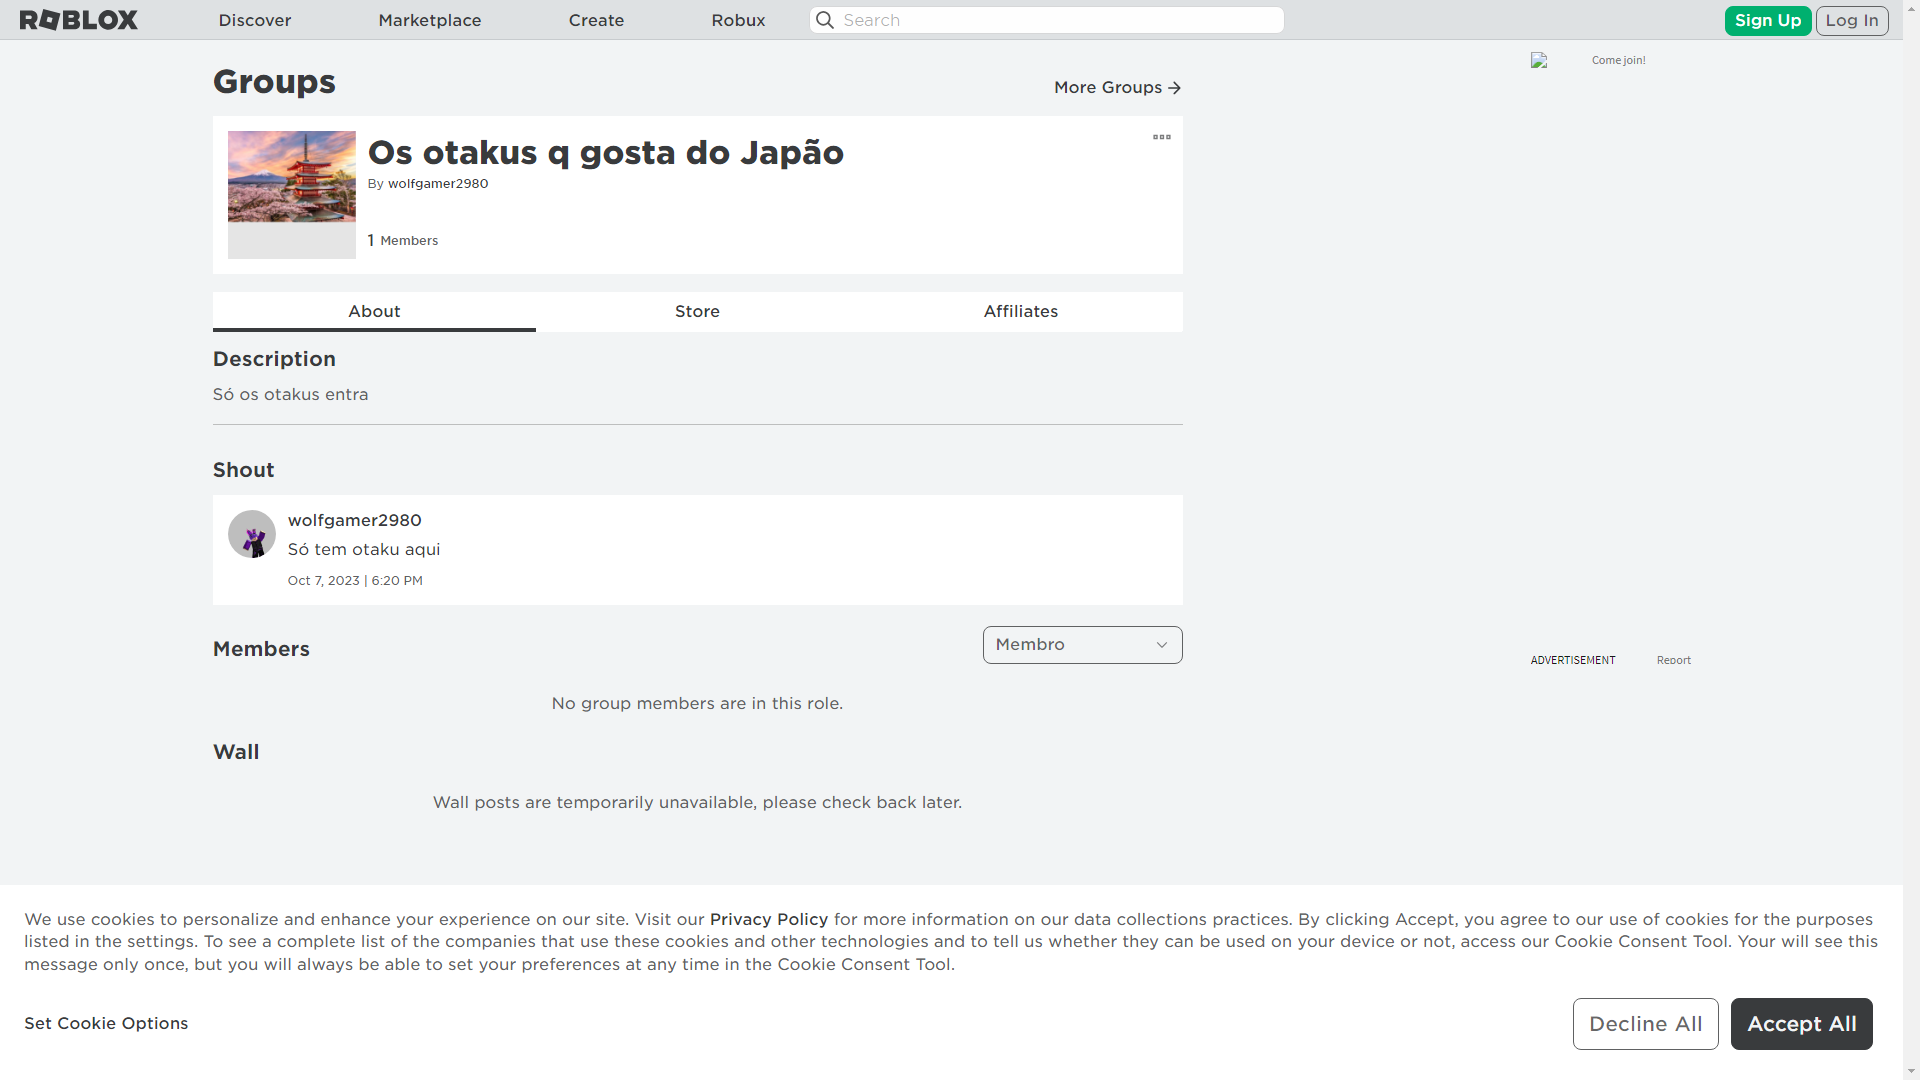 ROBLOX
Discover
Marketplace
Create
Robux
Search
Sign Up
Log In
Come join!
Groups
More Groups
Os otakus q gosta do Japão
By wolfgamer2980
1 Members
About
Store
Affiliates
Description
Só os otakus entra
Shout
wolfgamer2980
Só tem otaku aqui
Oct 7, 2023 | 6:20 PM
Members
Membro
ADVERTISEMENT
Report
No group members are in this role.
Wall
Wall posts are temporarily unavailable, please check back later.
We use cookies to personalize and enhance your experience on our site. Visit our Privacy Policy for more information on our data collections practices. By clicking Accept, you agree to our use of cookies for the purposes
listed in the settings. To see a complete list of the companies that use these cookies and other technologies and to tell us whether they can be used on your device or not, access our Cookie Consent Tool. Your will see this
message only once, but you will always be able to set your preferences at any time in the Cookie Consent Tool.
Set Cookie Options
Decline All
Accept All